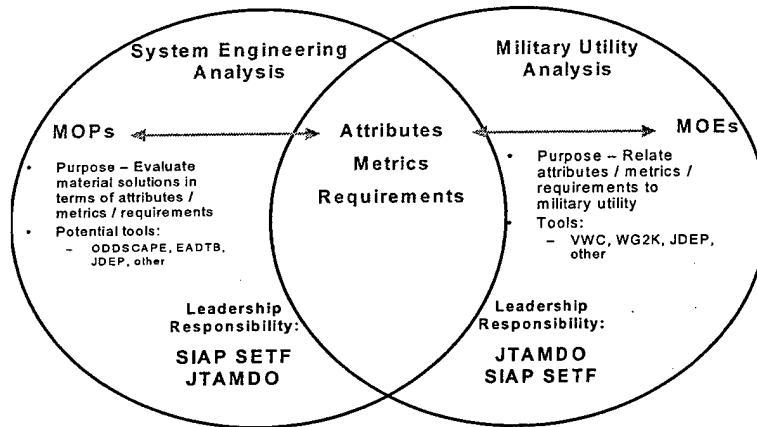 System Engineering
Analysis
Military Utility
Analysis
MOPs
Attributes
Metrics
Requirements
MOEs
• Purpose – Evaluate
material solutions in
terms of attributes /
metrics / requirements
• Potential tools:
– ODDSCAPE, EADTB,
JDEP, other
• Purpose – Relate
attributes / metrics /
requirements to
military utility
• Tools:
– VWC, WG2K, JDEP,
other
Leadership
Responsibility:
SIAP SETF
JTAMDO
Leadership
Responsibility:
JTAMDO
SIAP SETF